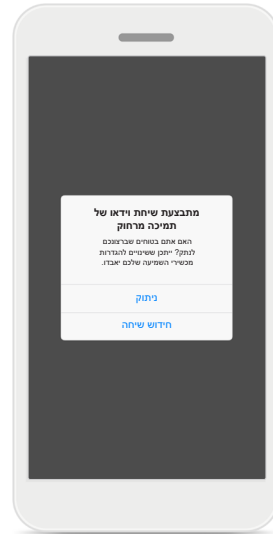 מתבצעת שיחת וידאו של
תמיכה מרחוק
האם אתם בטוחים שברצונכם
לנתק? ייתכן ששינויים להגדרות
מכשירי השמיעה שלכם יאבדו.
ניתוק
חידוש שיחה